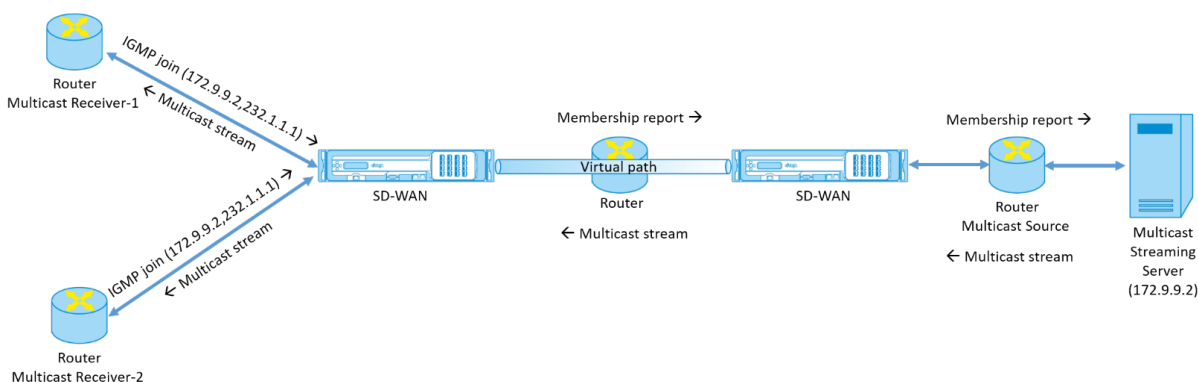 Router
Multicast Receiver-1
IGMP join (172.9.9.2,232.1.1.1) →
← Multicast stream
IGMP join (172.9.9.2,232.1.1.1) →
← Multicast stream
Router
Multicast Receiver-2
SD-WAN
Membership report →
Virtual path
Router
← Multicast stream
SD-WAN
Membership report →
Router
Multicast Source
← Multicast stream
Multicast
Streaming
Server
(172.9.9.2)